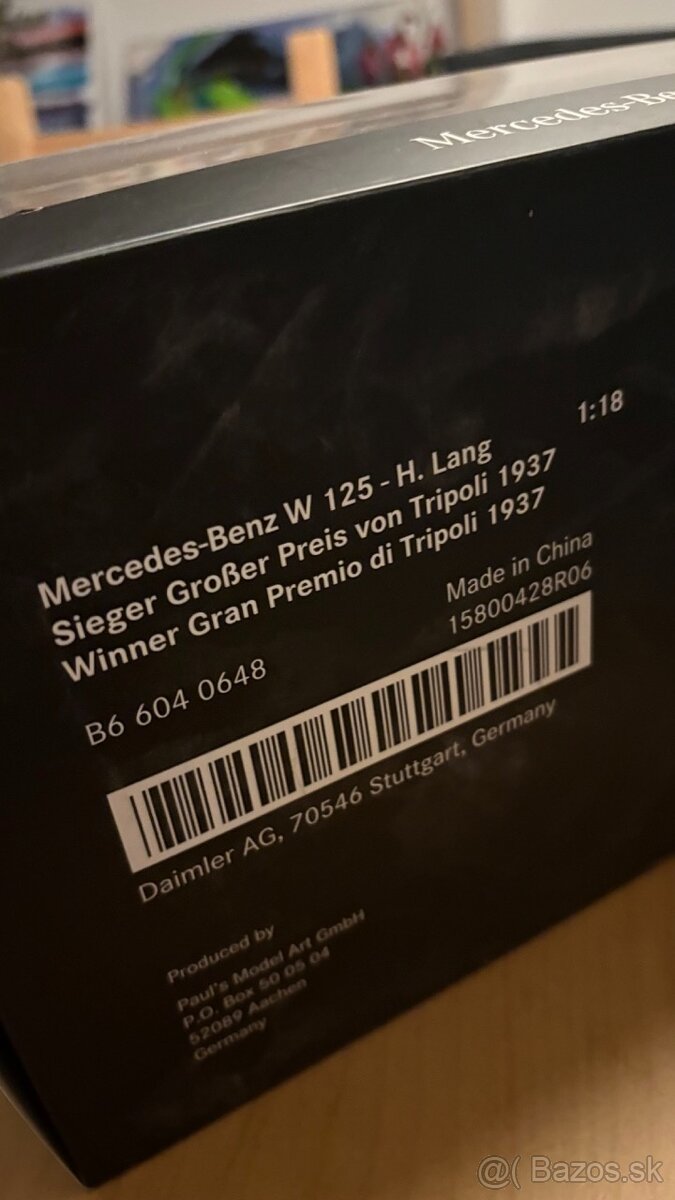 Mercedes-Be
1:18
Mercedes-Benz W 125 - H. Lang
Sieger Großer Preis von Tripoli 1937
Winner Gran Premio di Tripoli 1937
Made in China
B6 604 0648
15800428R06
Daimler AG, 70546 Stuttgart, Germany
Produced by
Paul's Model Art GmbH
P.O. Box 50 05 04
52089 Aachen
Germany
@( Bazos.sk